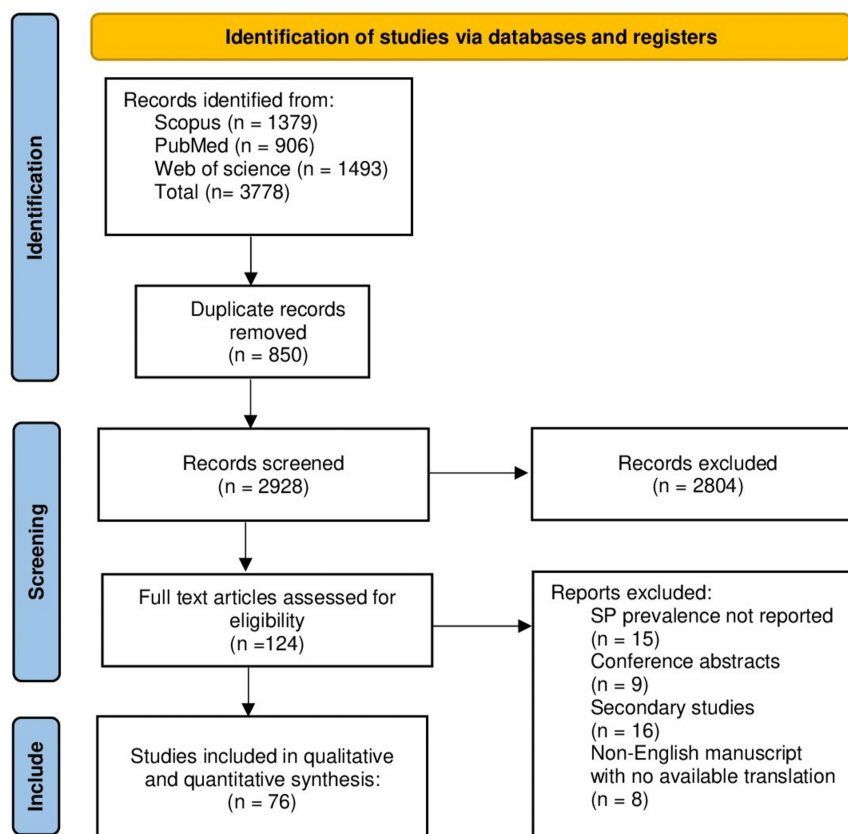 Identification of studies via databases and registers
Identification
Records identified from:
Scopus (n = 1379)
PubMed (n = 906)
Web of science (n = 1493)
Total (n= 3778)
Duplicate records
removed
(n = 850)
Screening
Records screened
(n = 2928)
Records excluded
(n = 2804)
Full text articles assessed for
eligibility
(n =124)
Reports excluded:
SP prevalence not reported
(n = 15)
Conference abstracts
(n = 9)
Secondary studies
(n = 16)
Non-English manuscript
with no available translation
(n = 8)
Include
Studies included in qualitative
and quantitative synthesis:
(n = 76)